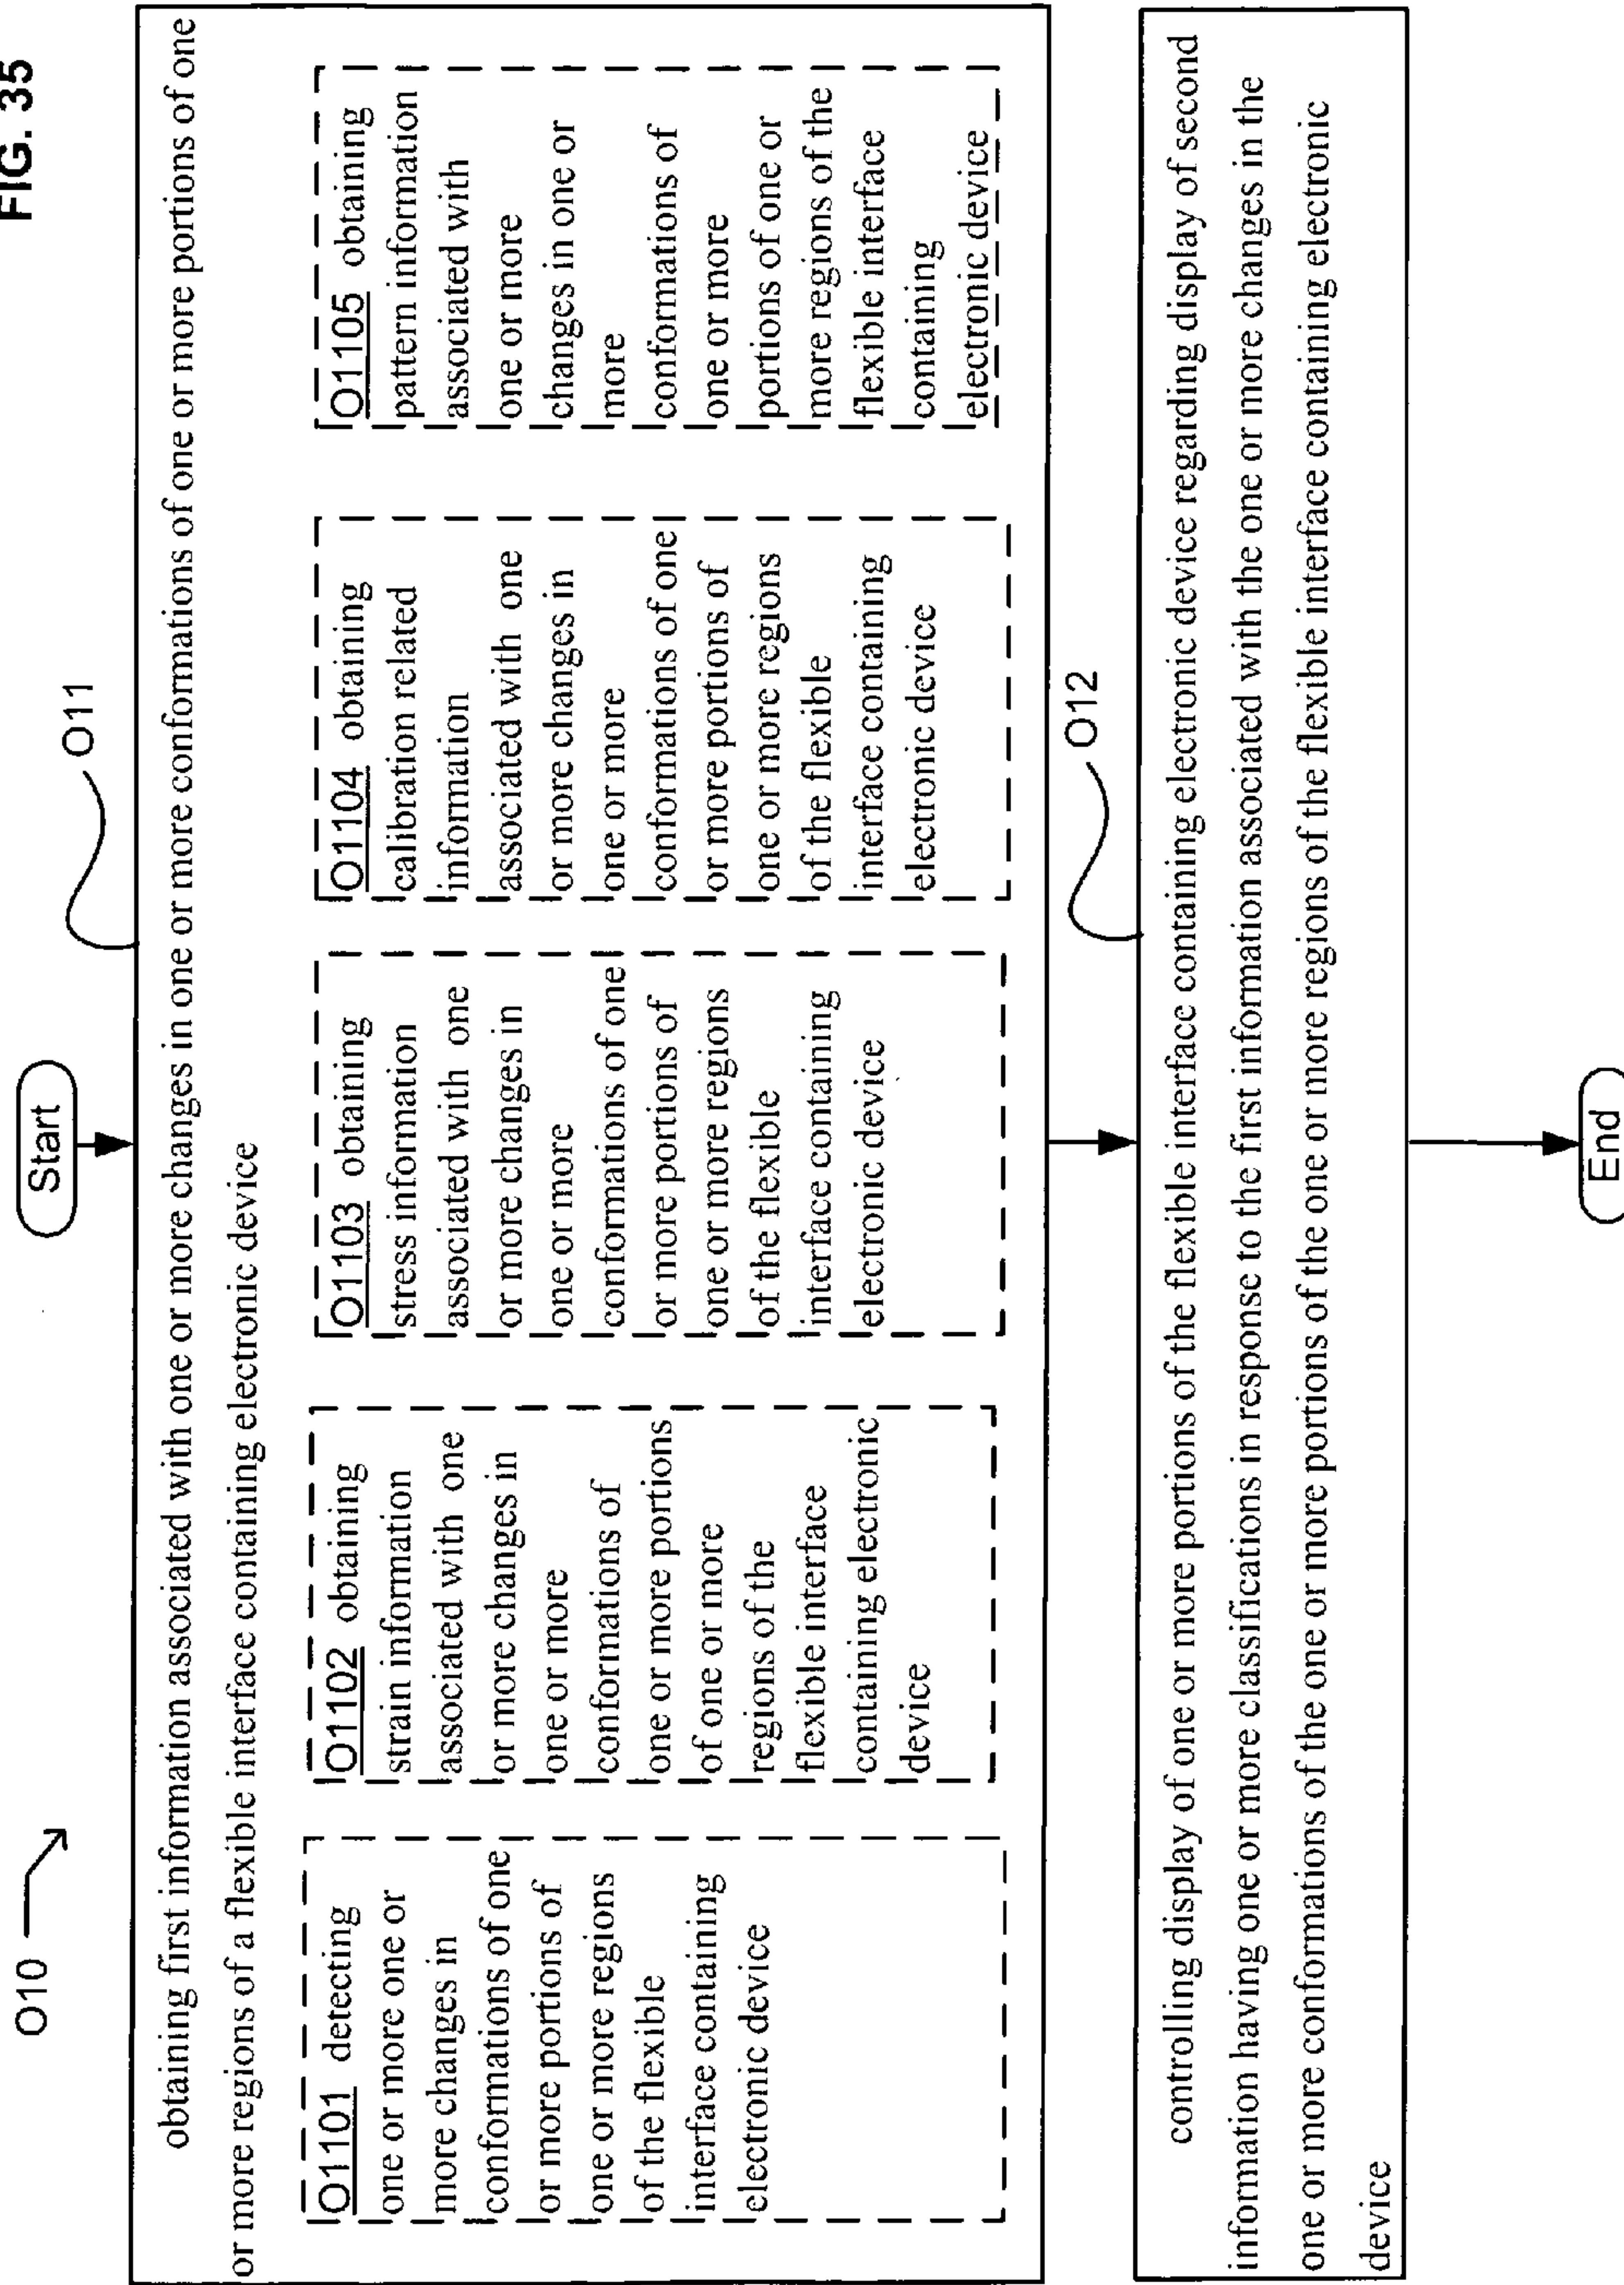 FIG. 35
O10
Start
O11
obtaining first information associated with one or more changes in one or more conformations of one or more portions of one
or more regions of a flexible interface containing electronic device
O1101 detecting
one or more one or
more changes in
conformations of one
or more portions of
one or more regions
of the flexible
interface containing
electronic device
O1102 obtaining
strain information
associated with one
or more changes in
one or more
conformations of
one or more portions
of one or more
regions of the
flexible interface
containing electronic
device
O1103 obtaining
stress information
associated with one
or more changes in
one or more
conformations of one
or more portions of
one or more regions
of the flexible
interface containing
electronic device
O1104 obtaining
calibration related
information
associated with one
or more changes in
one or more
conformations of one
or more portions of
one or more regions
of the flexible
interface containing
electronic device
O1105 obtaining
pattern information
associated with
one or more
changes in one or
more
conformations of
one or more
portions of one or
more regions of the
flexible interface
containing
electronic device
O12
controlling display of one or more portions of the flexible interface containing electronic device regarding display of second
information having one or more classifications in response to the first information associated with the one or more changes in the
one or more conformations of the one or more portions of the one or more regions of the flexible interface containing electronic
device
End